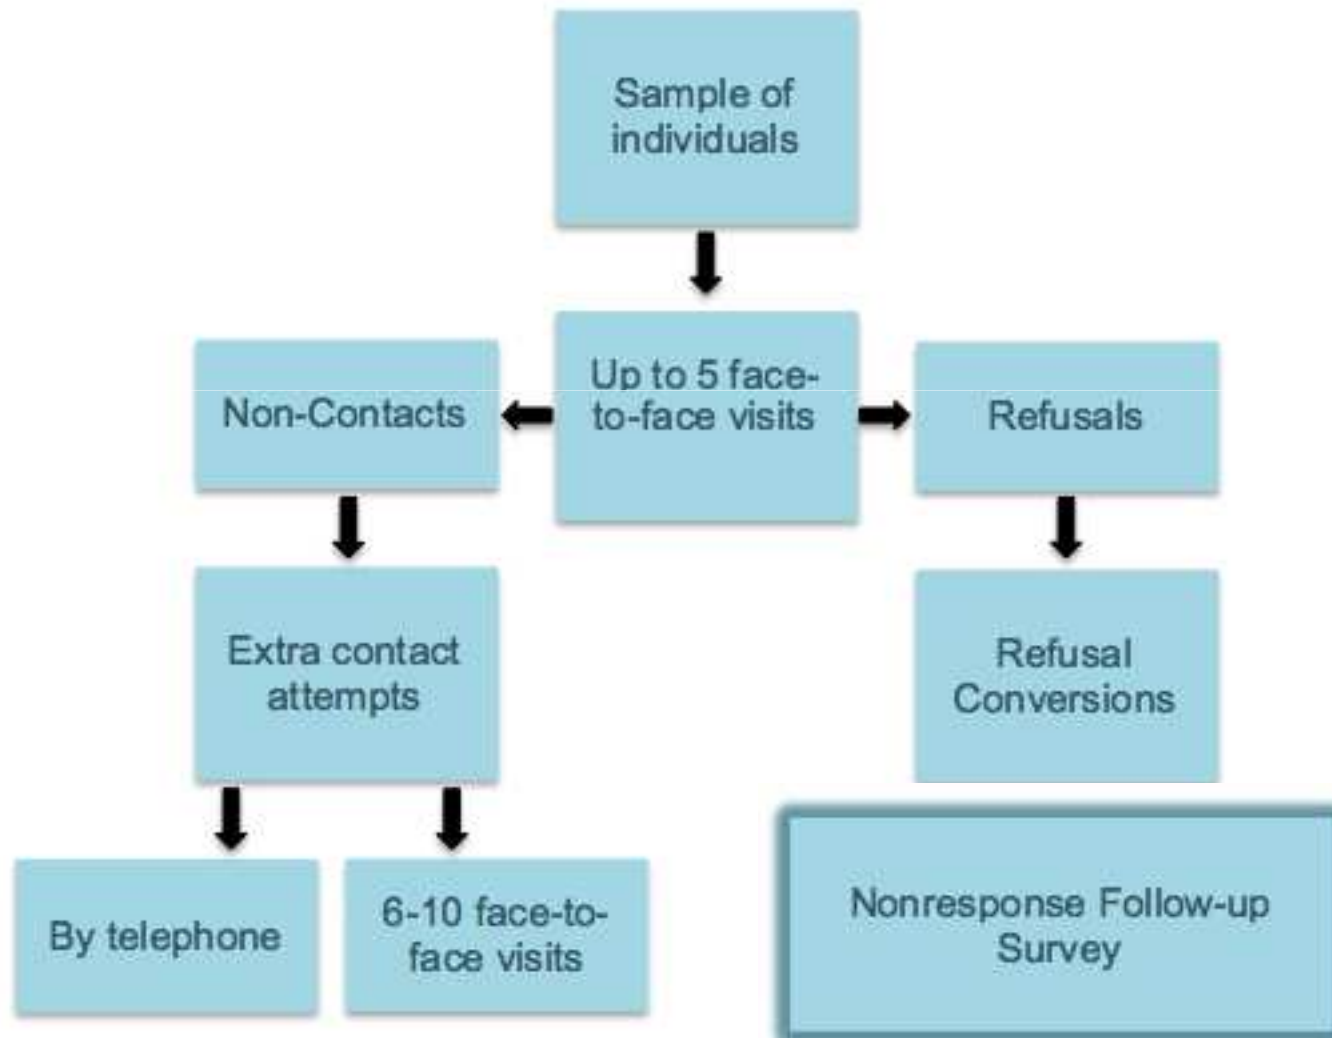 Sample of
individuals
Up to 5 face-
to-face visits
Non-Contacts
Refusals
Extra contact
attempts
Refusal
Conversions
By telephone
6-10 face-to-
face visits
Nonresponse Follow-up
Survey